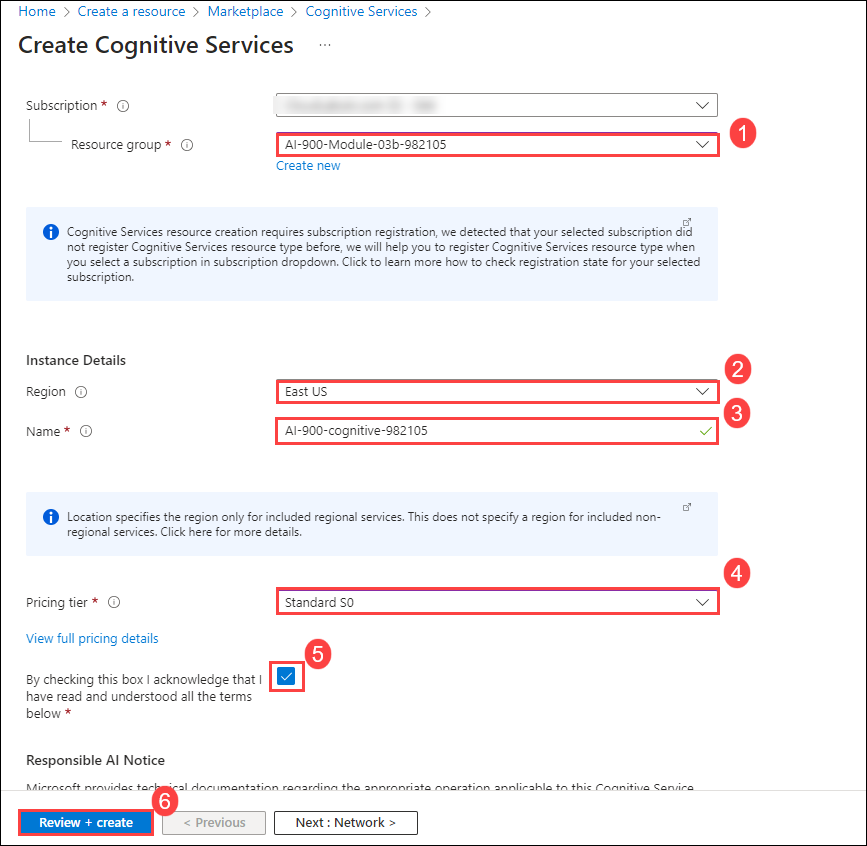 Home > Create a resource > Marketplace > Cognitive Services >
Create Cognitive Services ...
Subscription *
Resource group * AI-900-Module-03b-982105
1
Create new
Cognitive Services resource creation requires subscription registration, we detected that your selected subscription did
not register Cognitive Services resource type before, we will help you to register Cognitive Services resource type when
you select a subscription in subscription dropdown. Click to learn more how to check registration state for your selected
subscription.
Instance Details
2
Region East US
3
Name * AI-900-cognitive-982105
Location specifies the region only for included regional services. This does not specify a region for included non-
regional services. Click here for more details.
4
Pricing tier * Standard S0
View full pricing details
5
By checking this box I acknowledge that I
have read and understood all the terms
below *
Responsible AI Notice
Microsoft provides technical documentation regarding the appropriate operation applicable to this Cognitive Service
6
Review + create < Previous Next : Network >